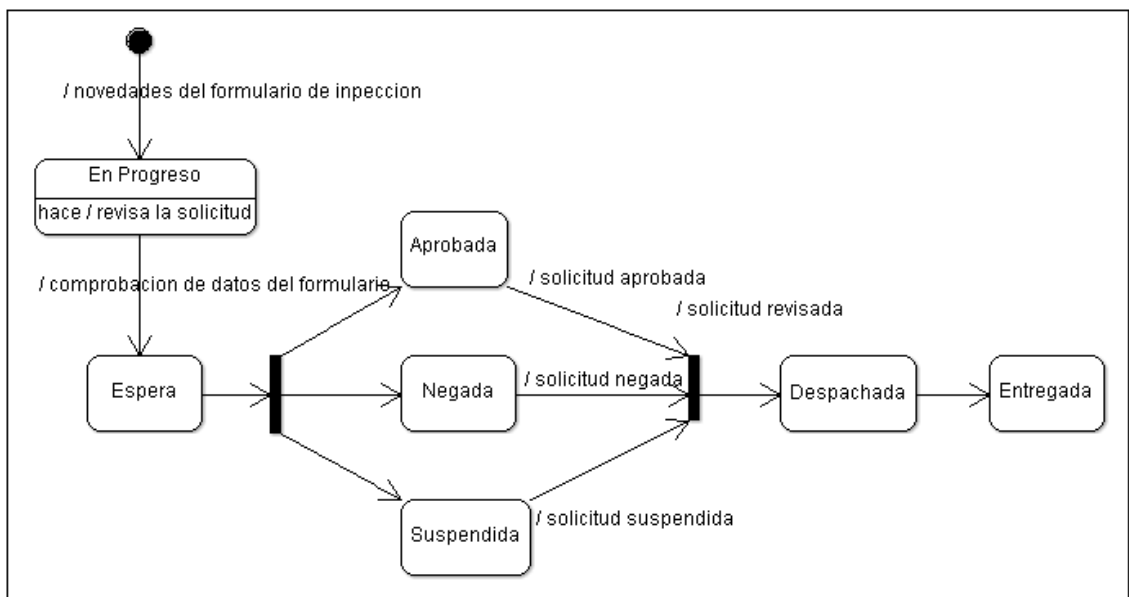 / novedades del formulario de inpeccion
En Progreso
hace / revisa la solicitud
/ comprobacion de datos del formulario
Aprobada
/ solicitud aprobada
/ solicitud revisada
Espera
Negada
/ solicitud negada
Despachada
Entregada
Suspendida
/ solicitud suspendida